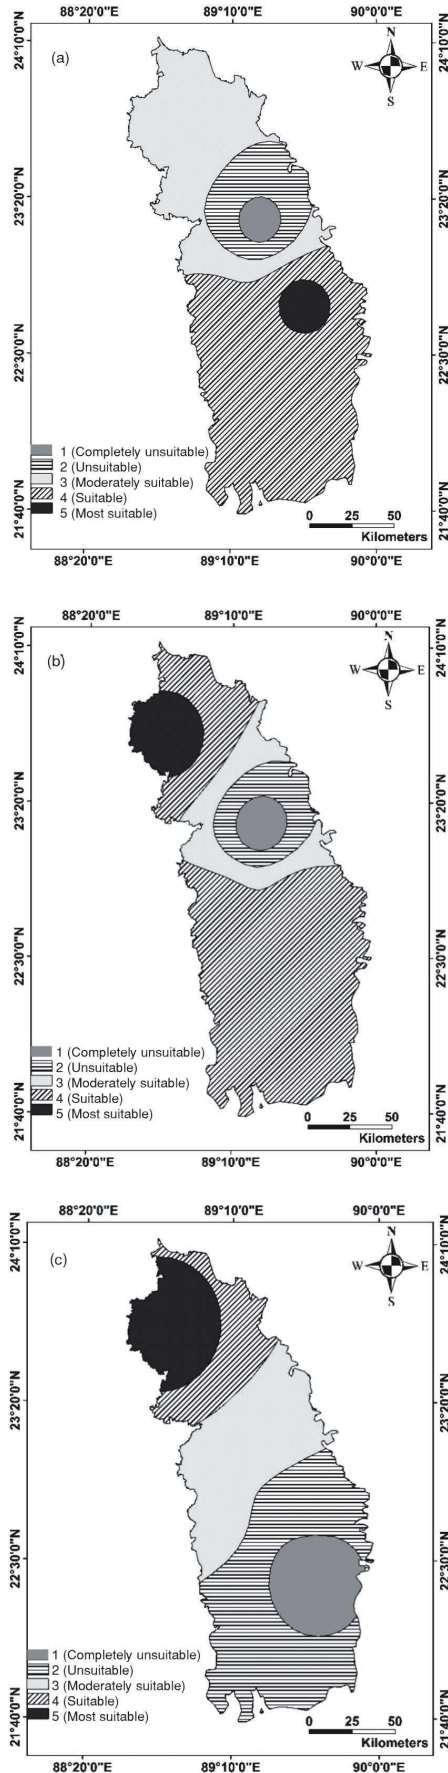 88°20'0"E 89°10'0"E 90°0'0"E
(a)
N
W E
S
24°10'0"N 24°10'0"N
23°20'0"N 23°20'0"N
22°30'0"N 22°30'0"N
21°40'0"N 21°40'0"N
1 (Completely unsuitable)
2 (Unsuitable)
3 (Moderately suitable)
4 (Suitable)
5 (Most suitable)
0 25 50
Kilometers
88°20'0"E 89°10'0"E 90°0'0"E
88°20'0"E 89°10'0"E 90°0'0"E
(b)
N
W E
S
24°10'0"N 24°10'0"N
23°20'0"N 23°20'0"N
22°30'0"N 22°30'0"N
21°40'0"N 21°40'0"N
1 (Completely unsuitable)
2 (Unsuitable)
3 (Moderately suitable)
4 (Suitable)
5 (Most suitable)
0 25 50
Kilometers
88°20'0"E 89°10'0"E 90°0'0"E
88°20'0"E 89°10'0"E 90°0'0"E
(c)
N
W E
S
24°10'0"N 24°10'0"N
23°20'0"N 23°20'0"N
22°30'0"N 22°30'0"N
21°40'0"N 21°40'0"N
1 (Completely unsuitable)
2 (Unsuitable)
3 (Moderately suitable)
4 (Suitable)
5 (Most suitable)
0 25 50
Kilometers
88°20'0"E 89°10'0"E 90°0'0"E